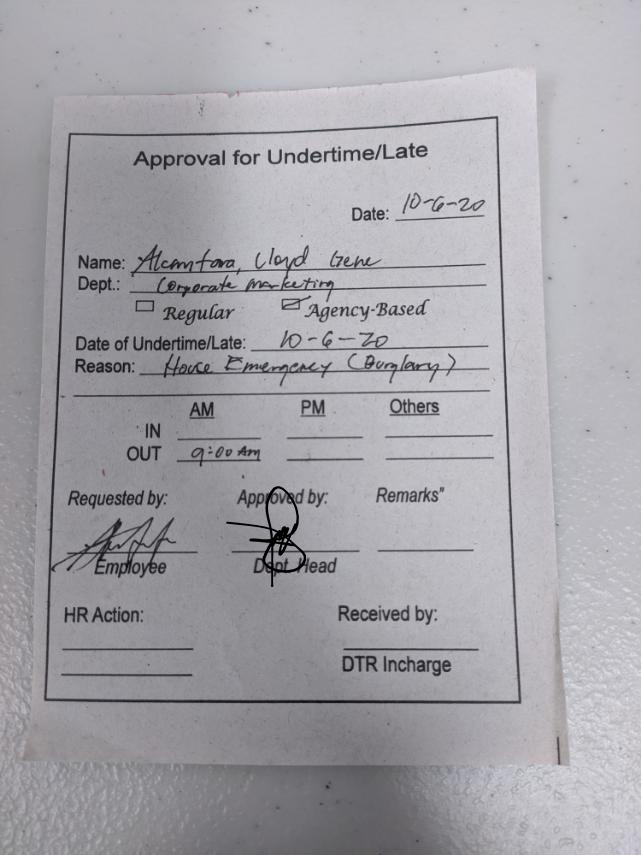 Approval for Undertime/Late
Date: 10-6-20
Name: Alcantara, Lloyd Gene
Dept.: Corporate Marketing
Regular Agency-Based
Date of Undertime/Late: 10-6-20
Reason: House Emergency (Burglary)
AM PM Others
IN
OUT 9:00 Am
Requested by: Approved by: Remarks"
Employee Dept. Head
HR Action: Received by:
DTR Incharge